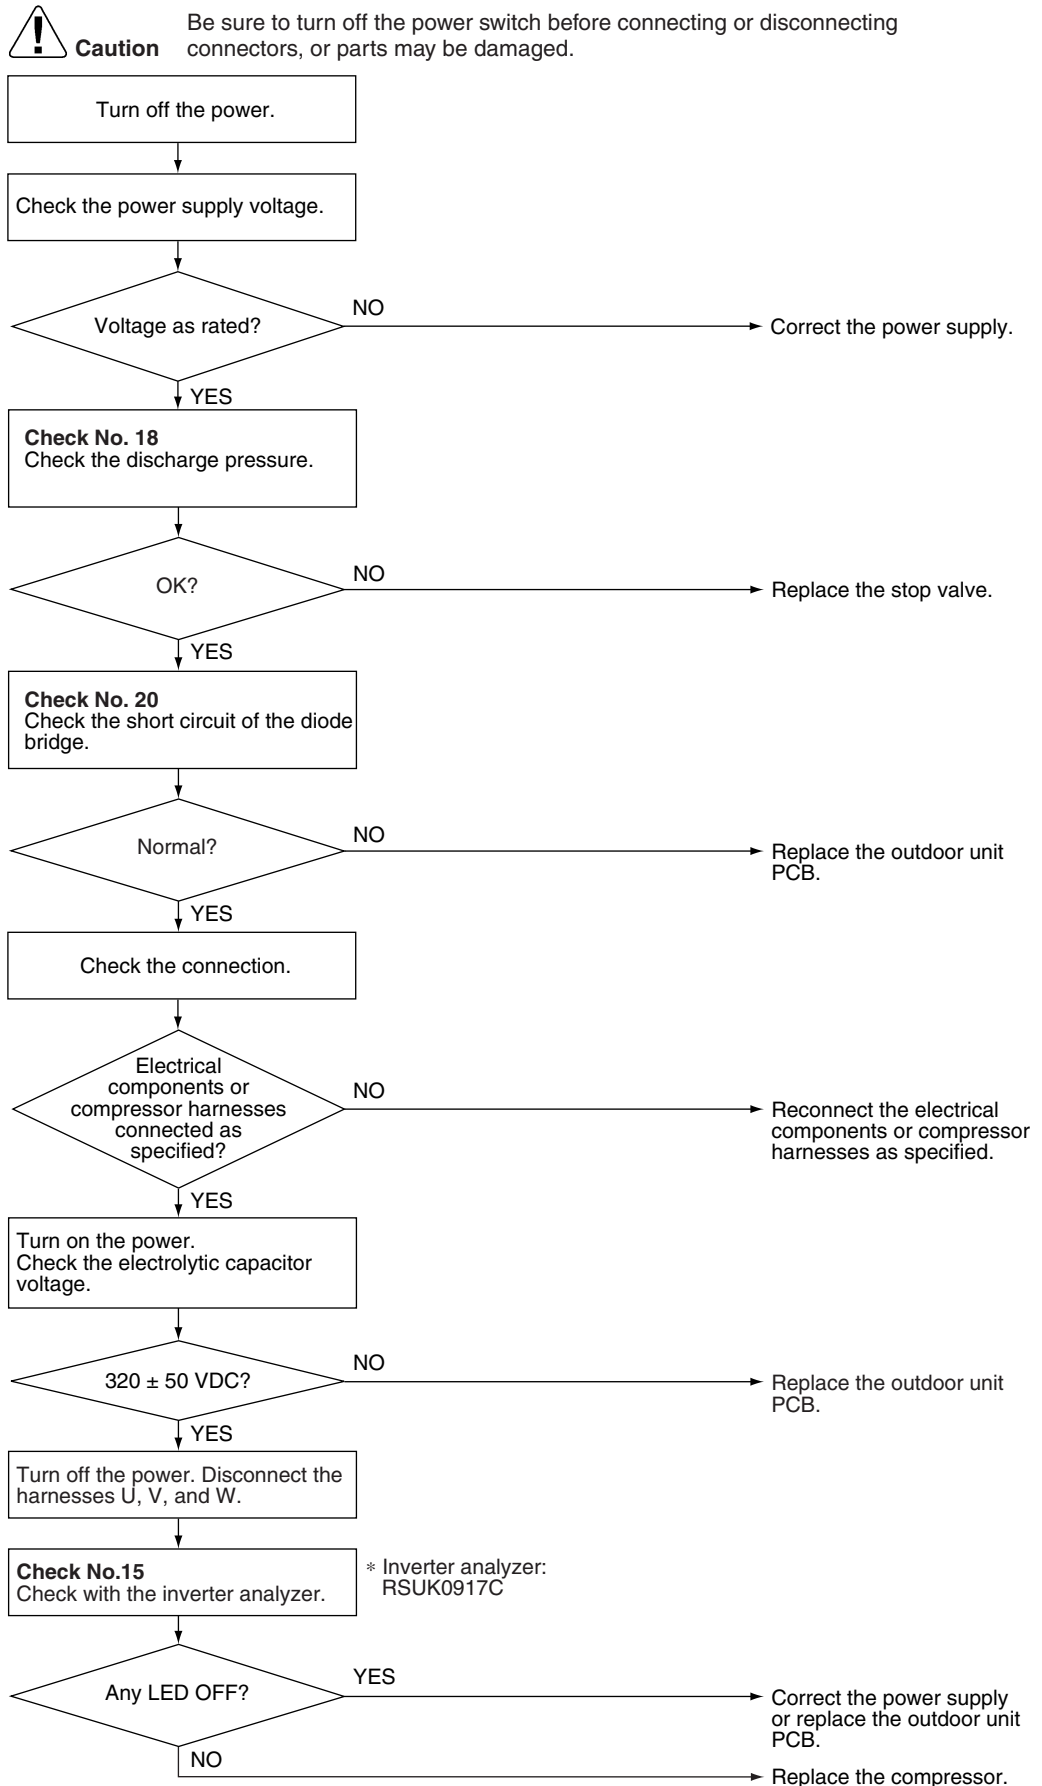 Be sure to turn off the power switch before connecting or disconnecting
Caution connectors, or parts may be damaged.
Turn off the power.
Check the power supply voltage.
Voltage as rated?
NO
Correct the power supply.
YES
Check No. 18
Check the discharge pressure.
OK?
NO
Replace the stop valve.
YES
Check No. 20
Check the short circuit of the diode
bridge.
Normal?
NO
Replace the outdoor unit
PCB.
YES
Check the connection.
Electrical
components or
compressor harnesses
connected as
specified?
NO
Reconnect the electrical
components or compressor
harnesses as specified.
YES
Turn on the power.
Check the electrolytic capacitor
voltage.
320 ± 50 VDC?
NO
Replace the outdoor unit
PCB.
YES
Turn off the power. Disconnect the
harnesses U, V, and W.
Check No.15
Check with the inverter analyzer.
* Inverter analyzer:
RSUK0917C
Any LED OFF?
YES
Correct the power supply
or replace the outdoor unit
PCB.
NO
Replace the compressor.